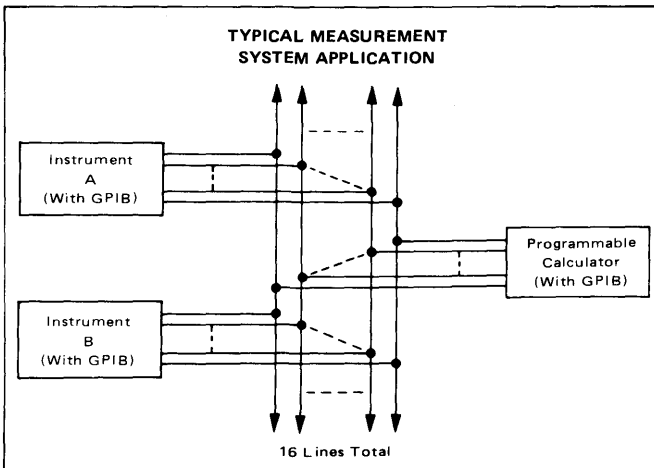 TYPICAL MEASUREMENT
SYSTEM APPLICATION
Instrument
A
(With GPIB)
Programmable
Calculator
(With GPIB)
Instrument
B
(With GPIB)
16 Lines Total